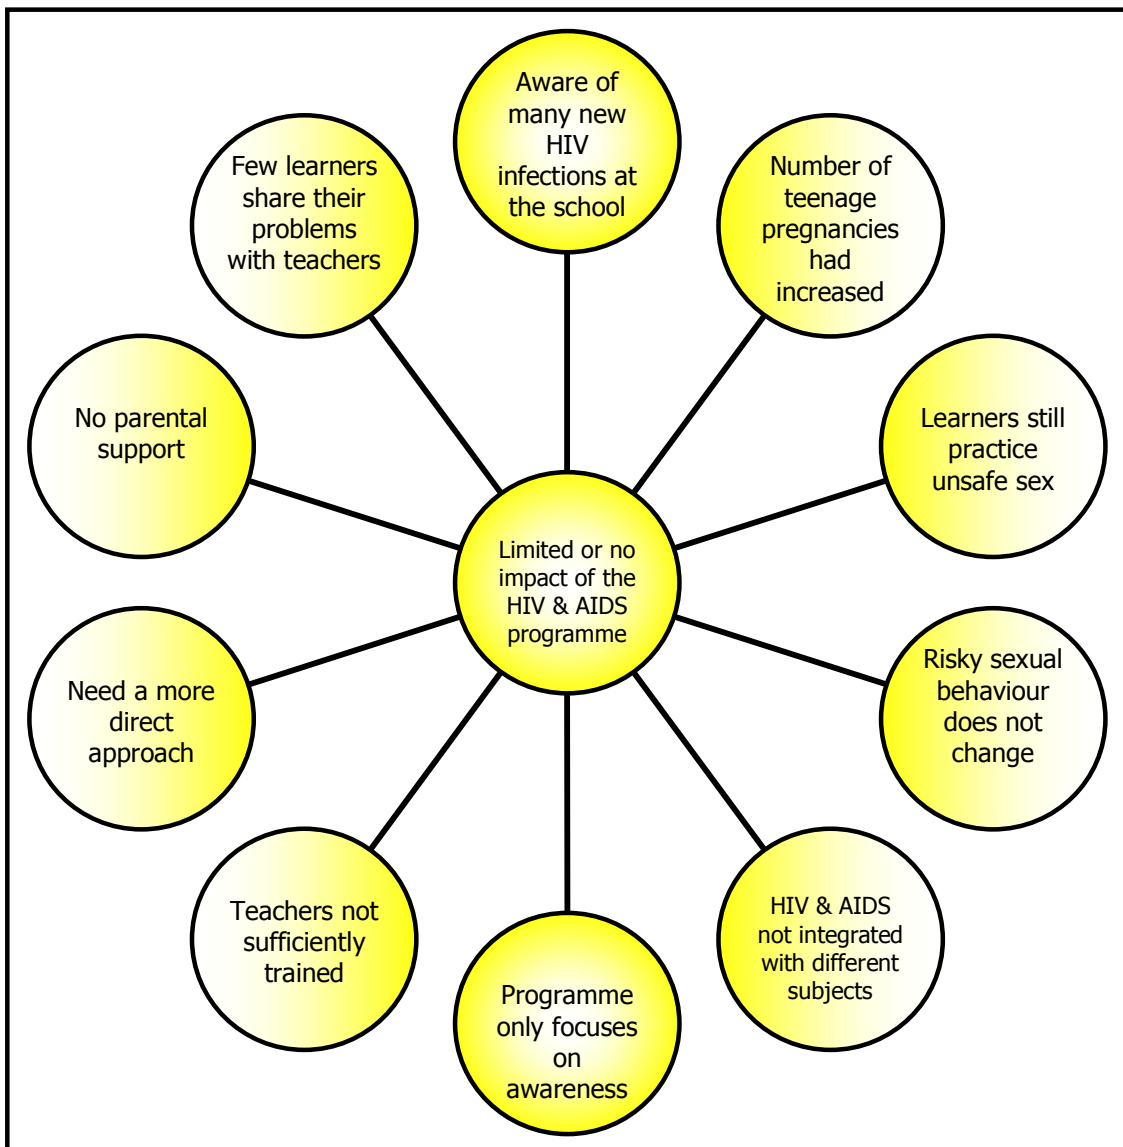 Aware of
many new
HIV
infections at
the school
Number of
teenage
pregnancies
had
increased
Learners still
practice
unsafe sex
Risky sexual
behaviour
does not
change
HIV & AIDS
not integrated
with different
subjects
Programme
only focuses
on
awareness
Teachers not
sufficiently
trained
Need a more
direct
approach
No parental
support
Few learners
share their
problems
with teachers
Limited or no
impact of the
HIV & AIDS
programme